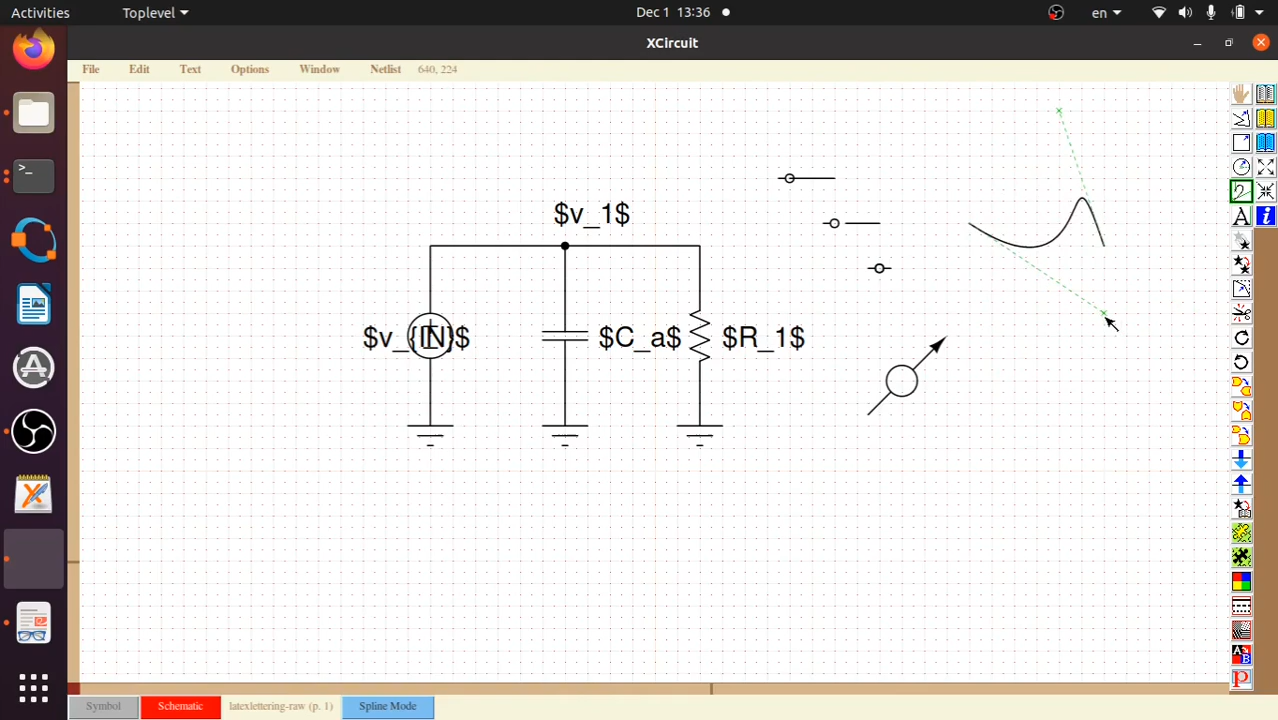 Activities Toplevel Dec 1 13:36 en
XCircuit
File Edit Text Options Window Netlist 640, 224
$v_1$
$v_{IN}$ $C_a$ $R_1$
Symbol Schematic latexlettering-raw (p. 1) Spline Mode